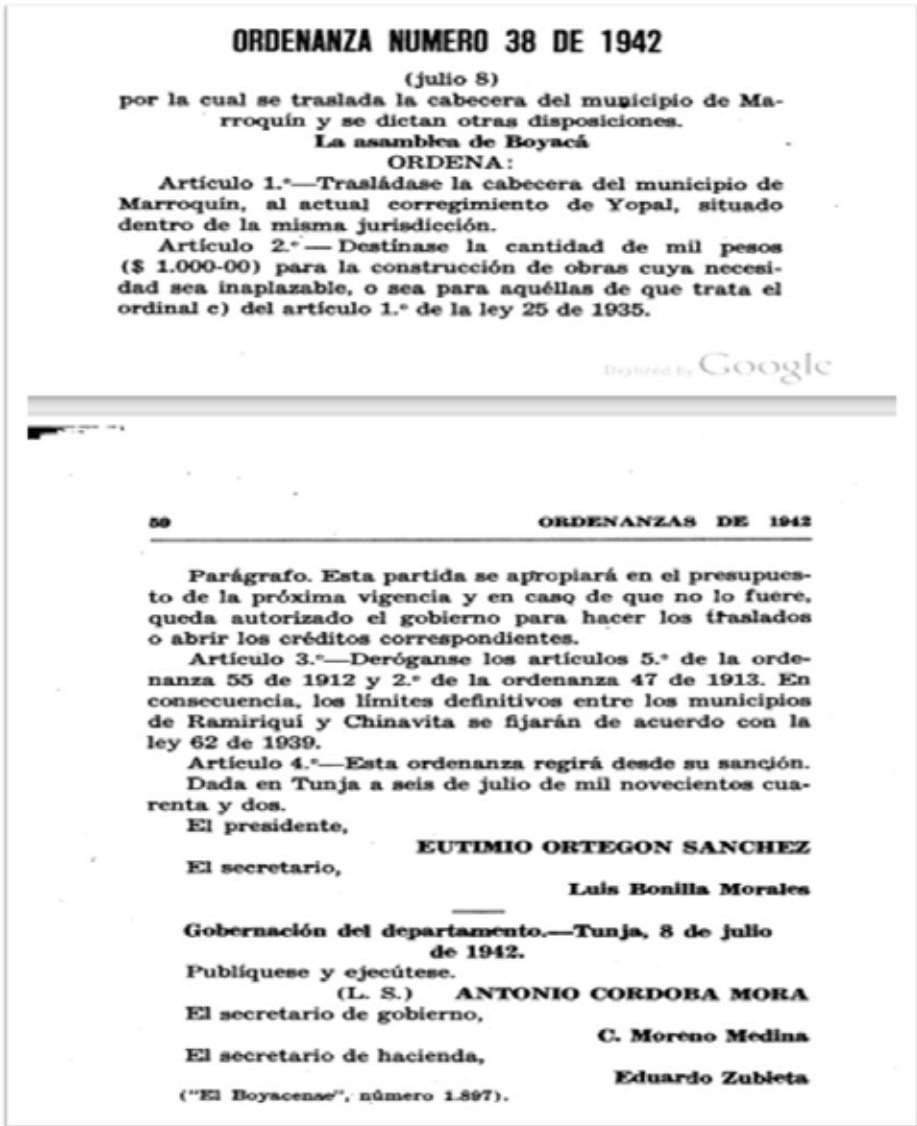 ORDENANZA NUMERO 38 DE 1942
(julio 8)
por la cual se traslada la cabecera del municipio de Ma-
rroquín y se dictan otras disposiciones.
La asamblea de Boyacá
ORDENA:
Artículo 1.°—Trasládase la cabecera del municipio de
Marroquín, al actual corregimiento de Yopal, situado
dentro de la misma jurisdicción.
Artículo 2.°— Destínase la cantidad de mil pesos
($ 1.000-00) para la construcción de obras cuya necesi-
dad sea inaplazable, o sea para aquéllas de que trata el
ordinal c) del artículo 1.° de la ley 25 de 1935.
Digitized by Google
50 ORDENANZAS DE 1942
Parágrafo. Esta partida se apropiará en el presupues-
to de la próxima vigencia y en caso de que no lo fuere,
queda autorizado el gobierno para hacer los traslados
o abrir los créditos correspondientes.
Artículo 3.°—Deróganse los artículos 5.° de la orde-
nanza 55 de 1912 y 2.° de la ordenanza 47 de 1913. En
consecuencia, los límites definitivos entre los municipios
de Ramiriquí y Chinavita se fijarán de acuerdo con la
ley 62 de 1939.
Artículo 4.°—Esta ordenanza regirá desde su sanción.
Dada en Tunja a seis de julio de mil novecientos cua-
renta y dos.
El presidente,
EUTIMIO ORTEGON SANCHEZ
El secretario,
Luis Bonilla Morales
Gobernación del departamento.—Tunja, 8 de julio
de 1942.
Publíquese y ejecútese.
(L. S.) ANTONIO CORDOBA MORA
El secretario de gobierno,
C. Moreno Medina
El secretario de hacienda,
Eduardo Zubieta
("El Boyacense", número 1.897).